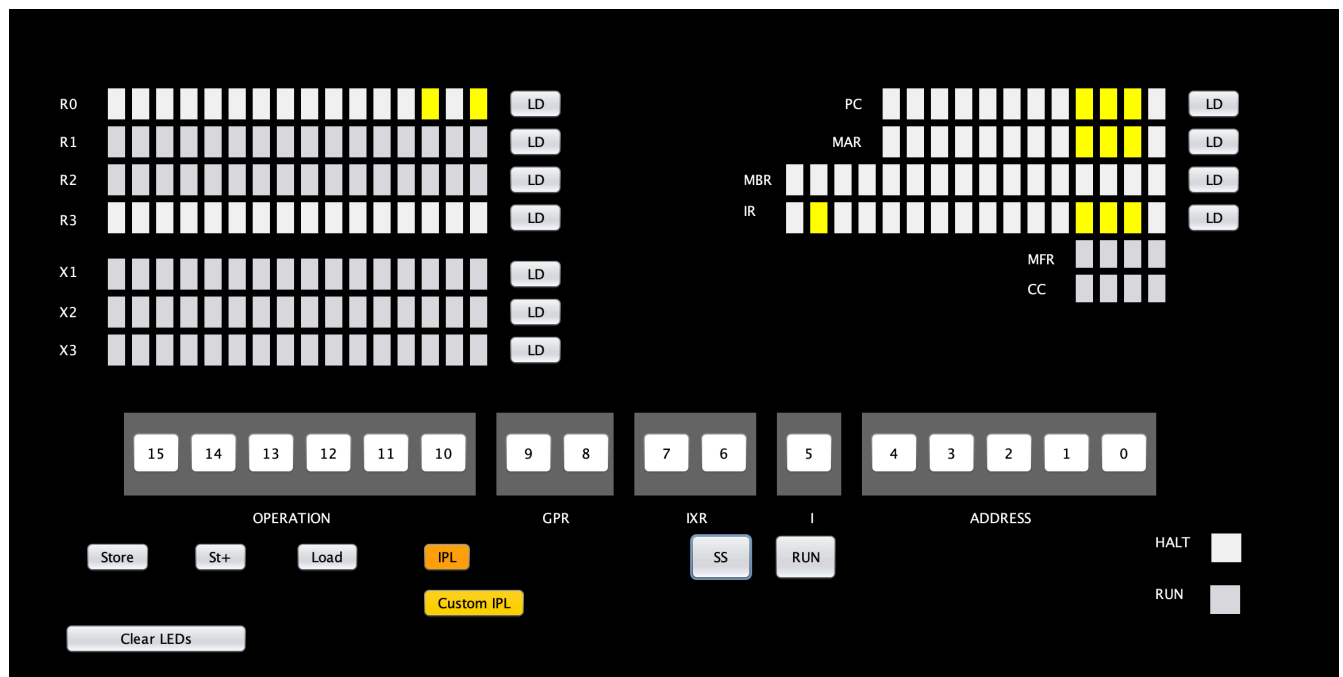 R0 LD PC LD
R1 LD MAR LD
R2 LD MBR LD
R3 LD IR LD
MFR
X1 LD CC
X2 LD
X3 LD
15 14 13 12 11 10 9 8 7 6 5 4 3 2 1 0
OPERATION GPR IXR I ADDRESS
Store St+ Load IPL SS RUN HALT
Custom IPL RUN
Clear LEDs